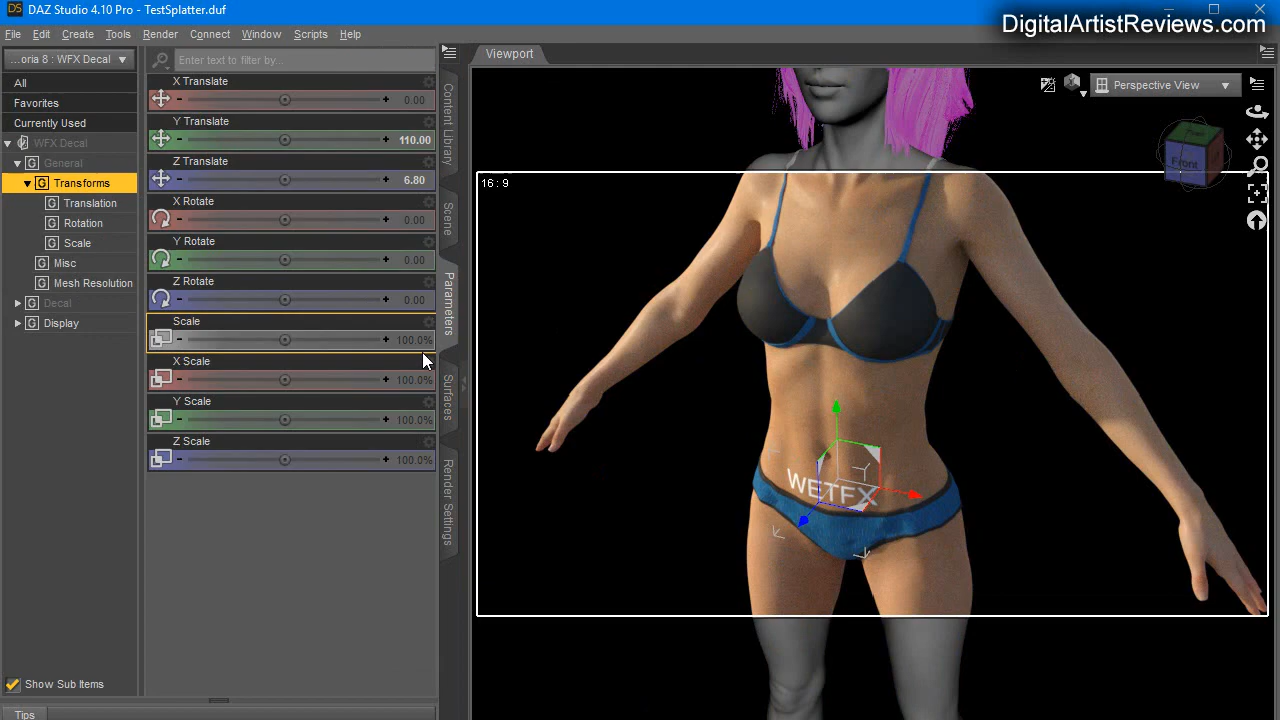 DAZ Studio 4.10 Pro - TestSplatter.duf
DigitalArtistReviews.com
File Edit Create Tools Render Connect Window Scripts Help
...oria 8 : WFX Decal
All
Favorites
Currently Used
WFX Decal
General
Transforms
Translation
Rotation
Scale
Misc
Mesh Resolution
Decal
Display
Show Sub Items
Tips
Enter text to filter by...
X Translate
0.00
Y Translate
110.00
Z Translate
6.80
X Rotate
0.00
Y Rotate
0.00
Z Rotate
0.00
Scale
100.0%
X Scale
100.0%
Y Scale
100.0%
Z Scale
100.0%
Content Library
Scene
Parameters
Surfaces
Render Settings
Viewport
Perspective View
16 : 9
Front
WETFX